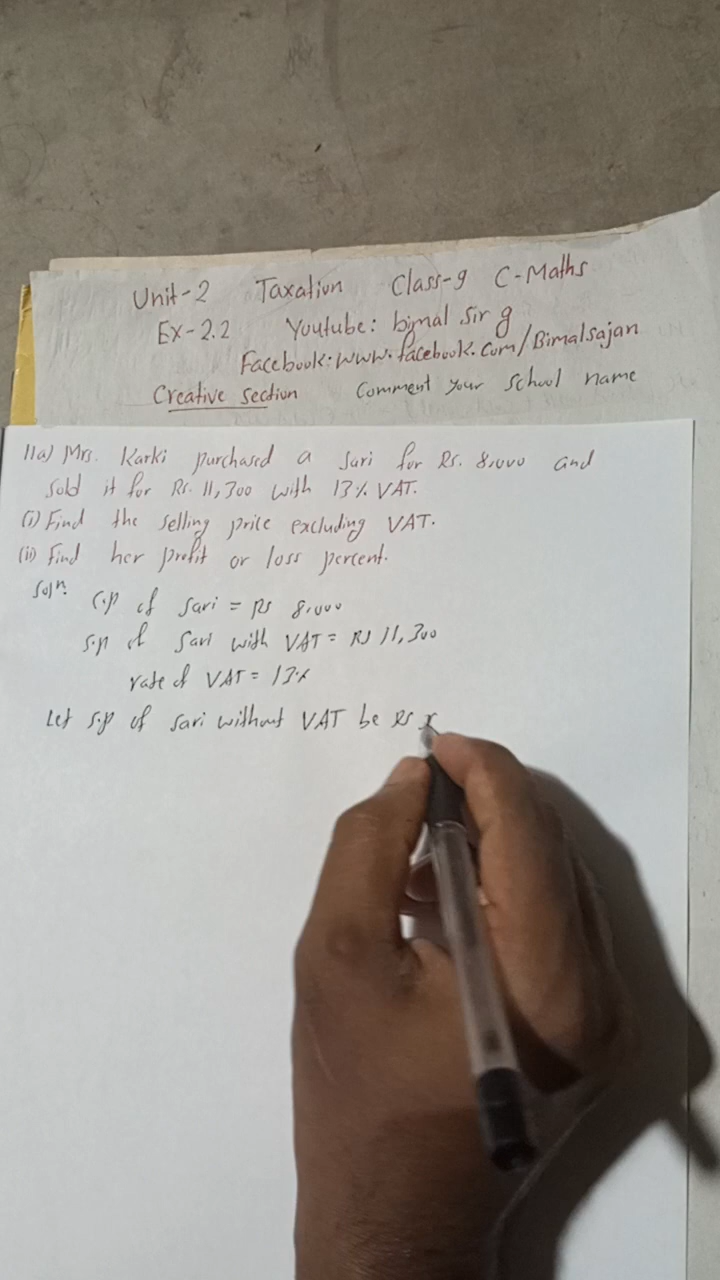 Unit-2 Taxation Class-9 C-Maths
Ex-2.2 Youtube: bimal sir g
Facebook: www.facebook.com/Bimalsajan
Creative section Comment your school name
11a) Mrs. Karki purchased a sari for Rs. 8,000 and
sold it for Rs. 11,300 with 13% VAT.
(i) Find the selling price excluding VAT.
(ii) Find her profit or loss percent.
Solⁿ:
C.P of sari = Rs 8,000
S.P of sari with VAT = Rs 11,300
rate of VAT = 13%
Let S.P of sari without VAT be Rs x